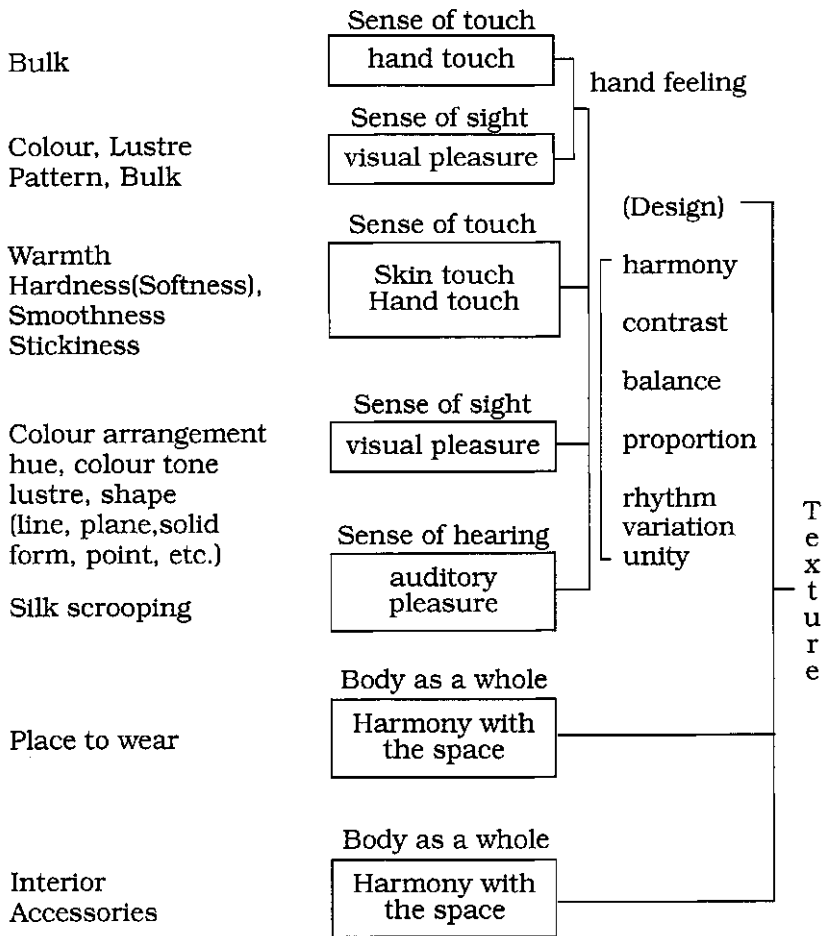 Sense of touch
Bulk
hand touch
hand feeling
Sense of sight
Colour, Lustre
Pattern, Bulk
visual pleasure
Sense of touch
Warmth
Hardness(Softness),
Smoothness
Stickiness
Skin touch
Hand touch
Sense of sight
Colour arrangement
hue, colour tone
lustre, shape
(line, plane,solid
form, point, etc.)
visual pleasure
Sense of hearing
Silk scrooping
auditory
pleasure
(Design)
harmony
contrast
balance
proportion
rhythm
variation
unity
Body as a whole
Place to wear
Harmony with
the space
Body as a whole
Interior
Accessories
Harmony with
the space
Texture